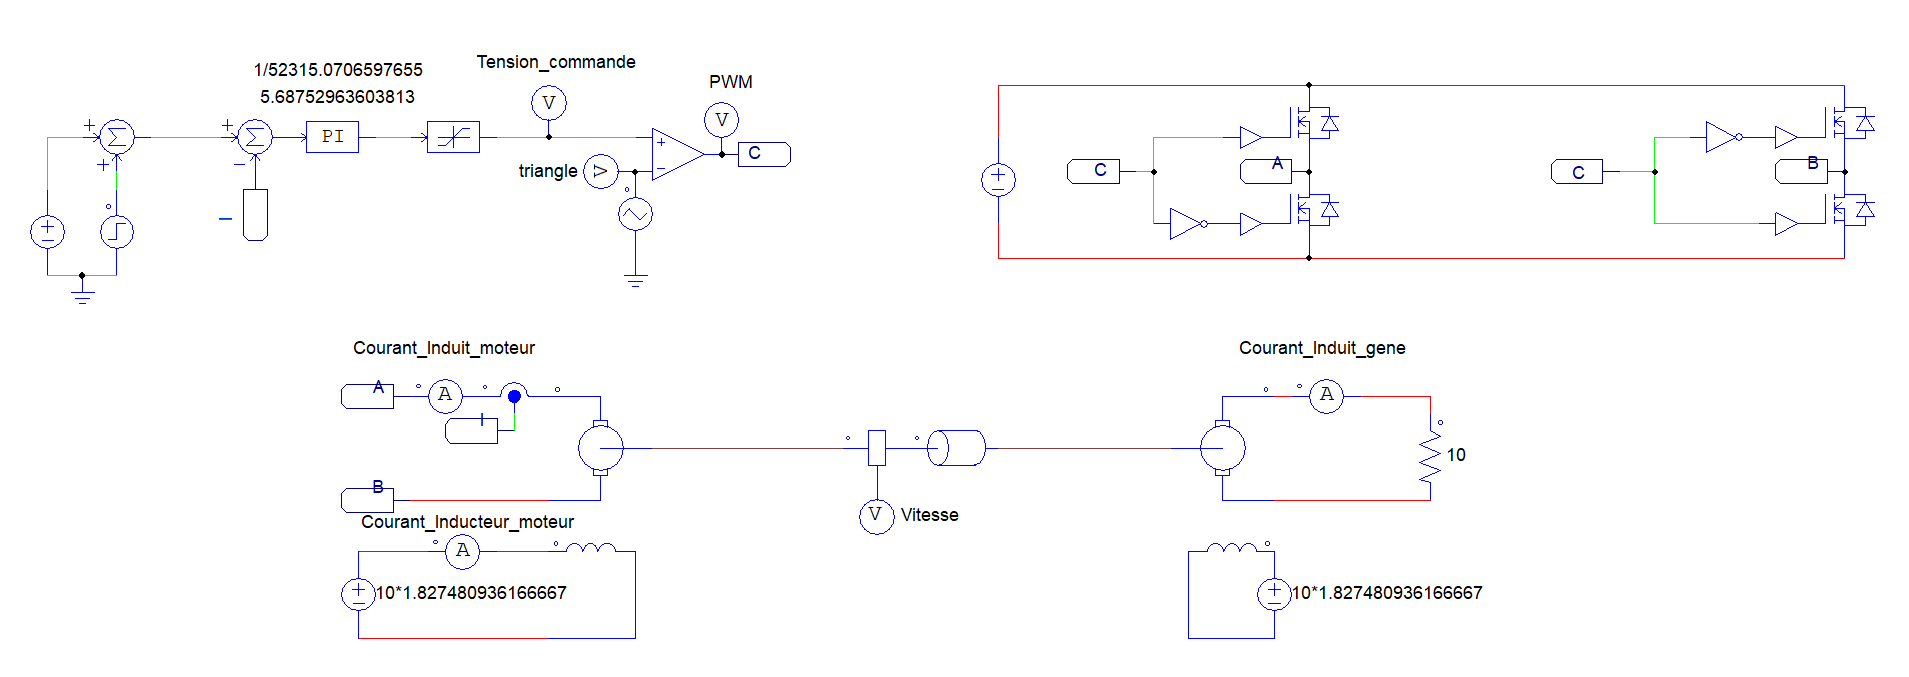 Tension_commande
1/52315.0706597655
5.68752963603813
PWM
V
V
PI
C
triangle
V
I
C
A
C
B
Courant_Induit_moteur
Courant_Induit_gene
A
A
A
I
10
B
Courant_Inducteur_moteur
V
Vitesse
A
10*1.827480936166667
10*1.827480936166667